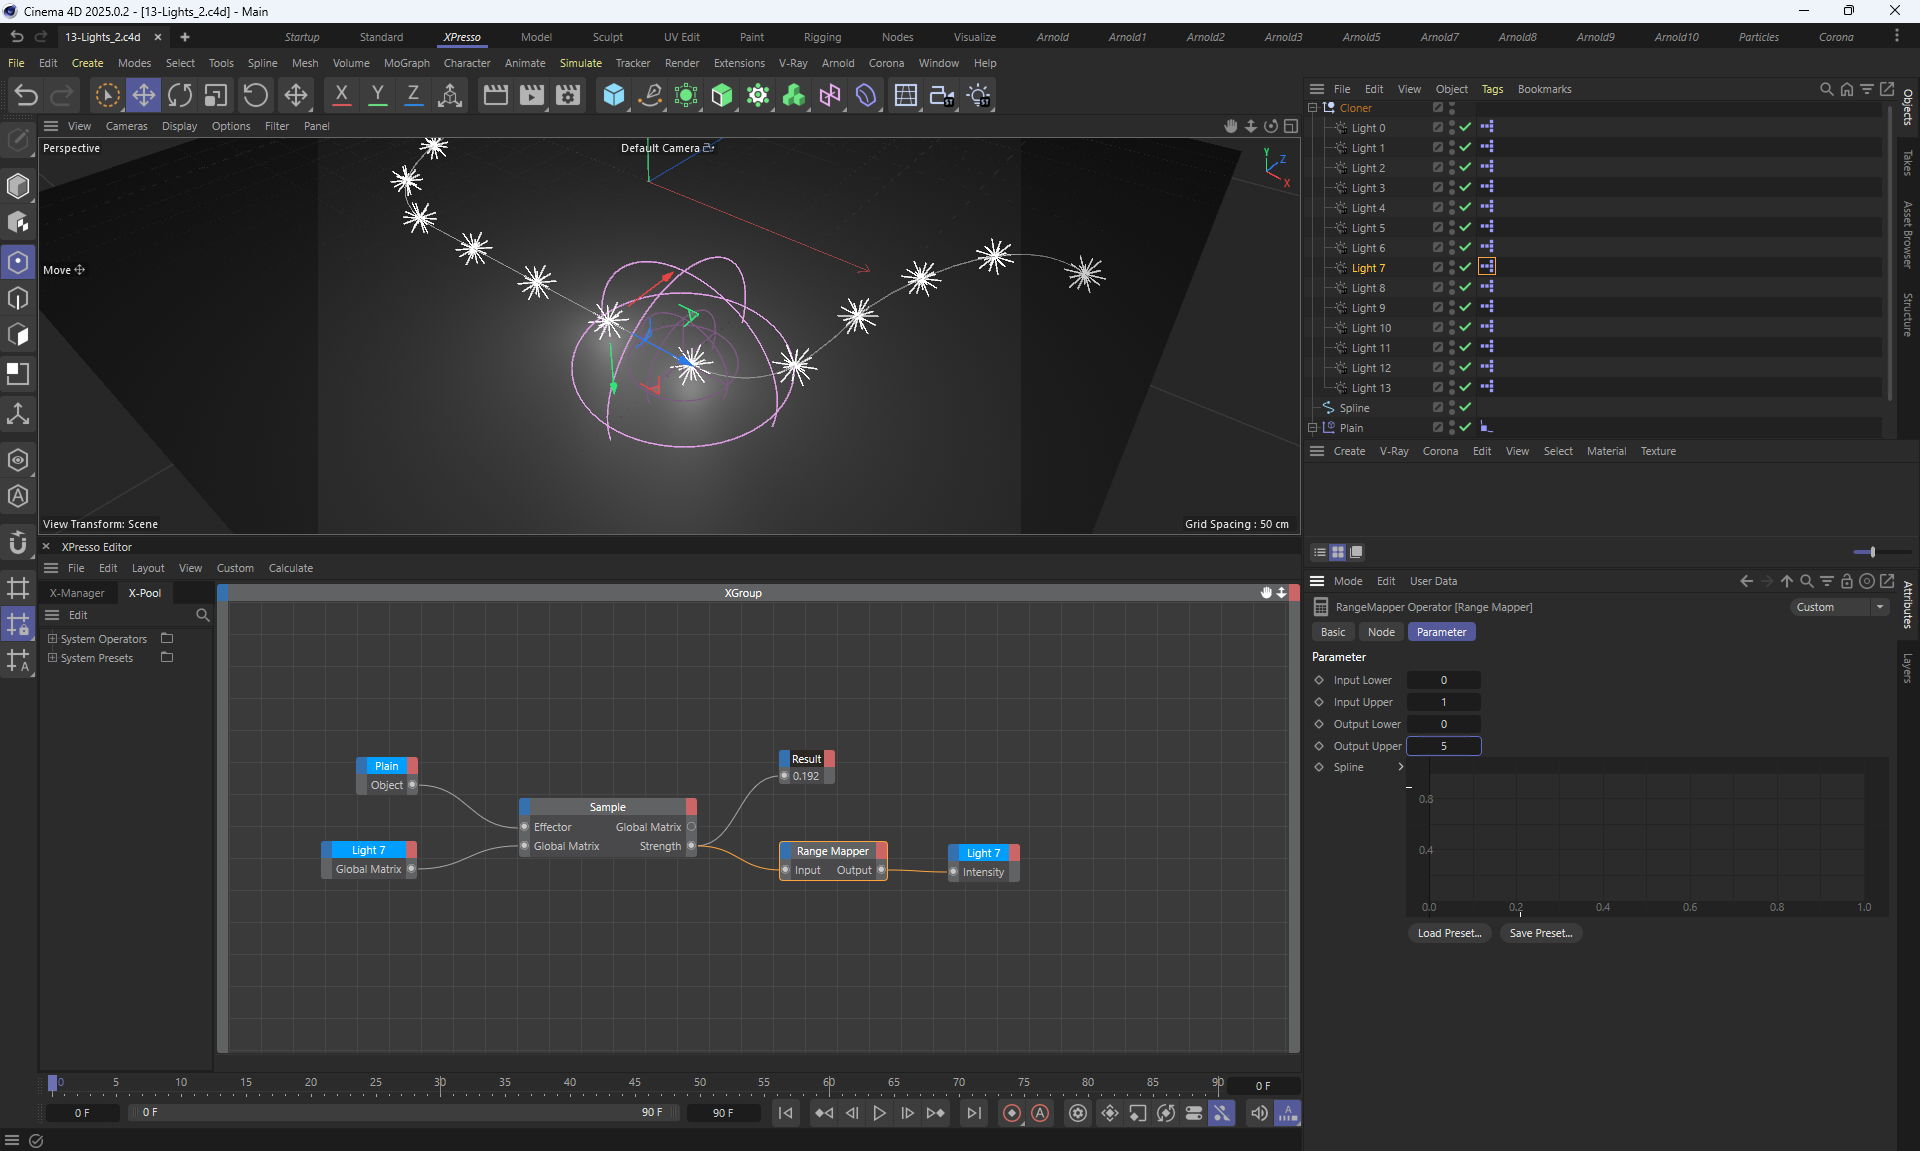 Cinema 4D 2025.0.2 - [13-Lights_2.c4d] - Main
13-Lights_2.c4d
Startup Standard XPresso Model Sculpt UV Edit Paint Rigging Nodes Visualize Arnold Arnold1 Arnold2 Arnold3 Arnold5 Arnold7 Arnold8 Arnold9 Arnold10 Particles Corona
File Edit Create Modes Select Tools Spline Mesh Volume MoGraph Character Animate Simulate Tracker Render Extensions V-Ray Arnold Corona Window Help
X Y Z
ST ST ST
View Cameras Display Options Filter Panel
Perspective
Default Camera
Y Z X
Move
View Transform: Scene
Grid Spacing : 50 cm
XPresso Editor
File Edit Layout View Custom Calculate
X-Manager X-Pool
Edit
System Operators
System Presets
XGroup
Plain
Object
Light 7
Global Matrix
Sample
Effector Global Matrix
Global Matrix Strength
Result
0.192
Range Mapper
Input Output
Light 7
Intensity
0 5 10 15 20 25 30 35 40 45 50 55 60 65 70 75 80 85 90
0 F
0 F
0 F
90 F
90 F
File Edit View Object Tags Bookmarks
Cloner
Light 0
Light 1
Light 2
Light 3
Light 4
Light 5
Light 6
Light 7
Light 8
Light 9
Light 10
Light 11
Light 12
Light 13
Spline
Plain
Create V-Ray Corona Edit View Select Material Texture
Mode Edit User Data
RangeMapper Operator [Range Mapper]
Custom
Basic Node Parameter
Parameter
Input Lower 0
Input Upper 1
Output Lower 0
Output Upper 5
Spline
0.8
0.4
0.0 0.2 0.4 0.6 0.8 1.0
Load Preset... Save Preset...
Objects
Takes
Asset Browser
Structure
Attributes
Layers